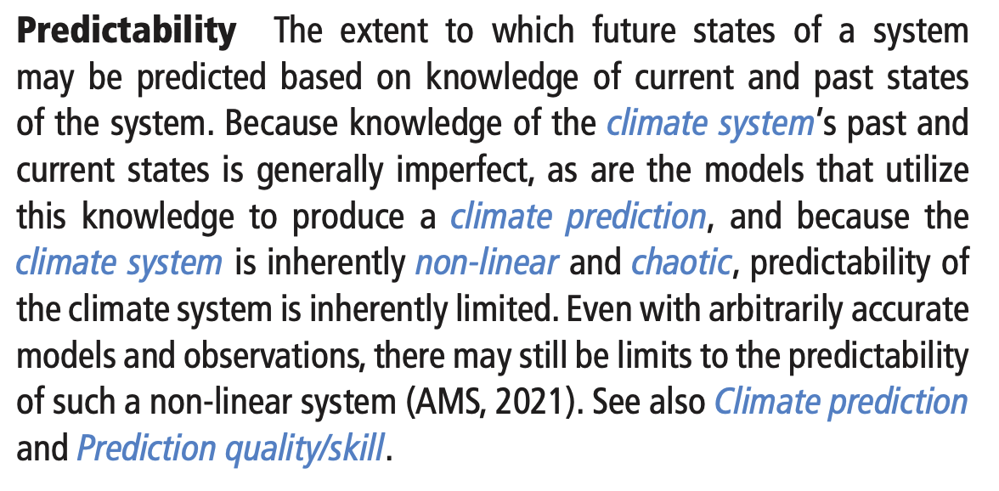 Predictability The extent to which future states of a system
may be predicted based on knowledge of current and past states
of the system. Because knowledge of the climate system's past and
current states is generally imperfect, as are the models that utilize
this knowledge to produce a climate prediction, and because the
climate system is inherently non-linear and chaotic, predictability of
the climate system is inherently limited. Even with arbitrarily accurate
models and observations, there may still be limits to the predictability
of such a non-linear system (AMS, 2021). See also Climate prediction
and Prediction quality/skill.